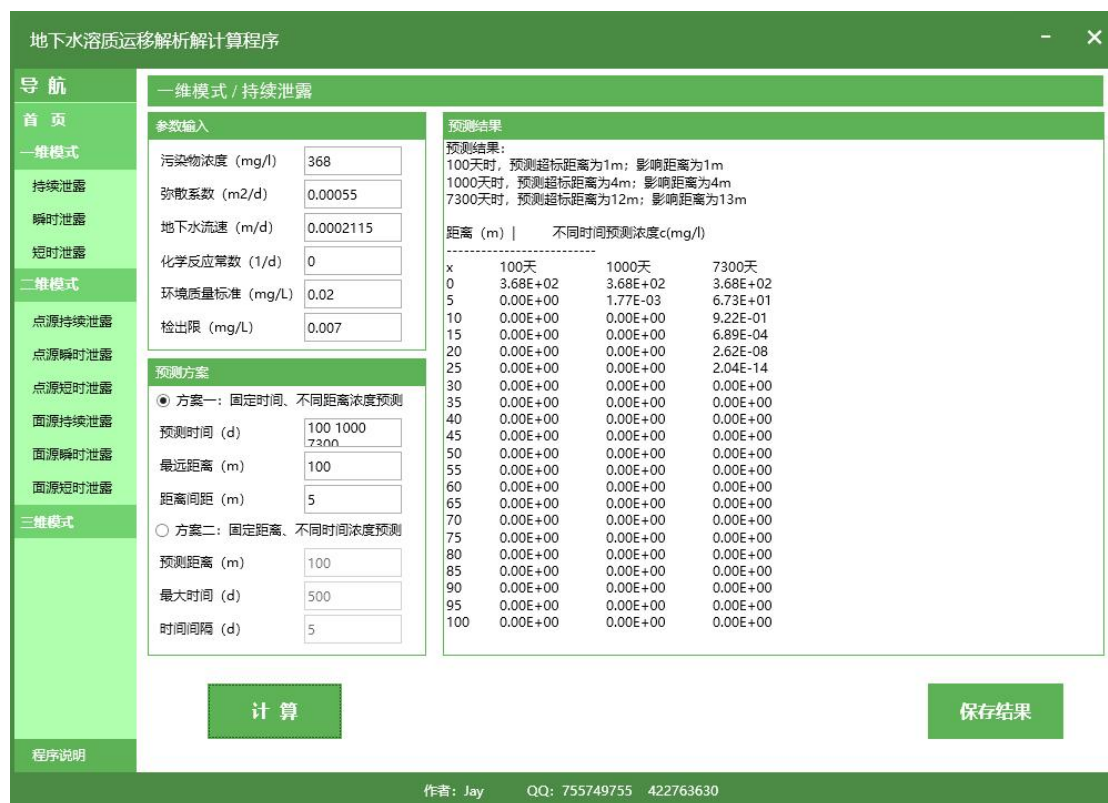 地下水溶质运移解析解计算程序
导 航
首 页
一维模式
持续泄露
瞬时泄露
短时泄露
二维模式
点源持续泄露
点源瞬时泄露
点源短时泄露
面源持续泄露
面源瞬时泄露
面源短时泄露
三维模式
程序说明
一维模式 / 持续泄露
参数输入
污染物浓度（mg/l） 368
弥散系数（m2/d） 0.00055
地下水流速（m/d） 0.0002115
化学反应常数（1/d） 0
环境质量标准（mg/L） 0.02
检出限（mg/L） 0.007
预测方案
方案一：固定时间、不同距离浓度预测
预测时间（d） 100 1000
7300
最远距离（m） 100
距离间距（m） 5
方案二：固定距离、不同时间浓度预测
预测距离（m） 100
最大时间（d） 500
时间间隔（d） 5
计 算
预测结果
预测结果：
100天时，预测超标距离为1m；影响距离为1m
1000天时，预测超标距离为4m；影响距离为4m
7300天时，预测超标距离为12m；影响距离为13m
距离（m）| 不同时间预测浓度c(mg/l)
--------------------------
x 100天 1000天 7300天
0 3.68E+02 3.68E+02 3.68E+02
5 0.00E+00 1.77E-03 6.73E+01
10 0.00E+00 0.00E+00 9.22E-01
15 0.00E+00 0.00E+00 6.89E-04
20 0.00E+00 0.00E+00 2.62E-08
25 0.00E+00 0.00E+00 2.04E-14
30 0.00E+00 0.00E+00 0.00E+00
35 0.00E+00 0.00E+00 0.00E+00
40 0.00E+00 0.00E+00 0.00E+00
45 0.00E+00 0.00E+00 0.00E+00
50 0.00E+00 0.00E+00 0.00E+00
55 0.00E+00 0.00E+00 0.00E+00
60 0.00E+00 0.00E+00 0.00E+00
65 0.00E+00 0.00E+00 0.00E+00
70 0.00E+00 0.00E+00 0.00E+00
75 0.00E+00 0.00E+00 0.00E+00
80 0.00E+00 0.00E+00 0.00E+00
85 0.00E+00 0.00E+00 0.00E+00
90 0.00E+00 0.00E+00 0.00E+00
95 0.00E+00 0.00E+00 0.00E+00
100 0.00E+00 0.00E+00 0.00E+00
保存结果
作者：Jay QQ：755749755 422763630